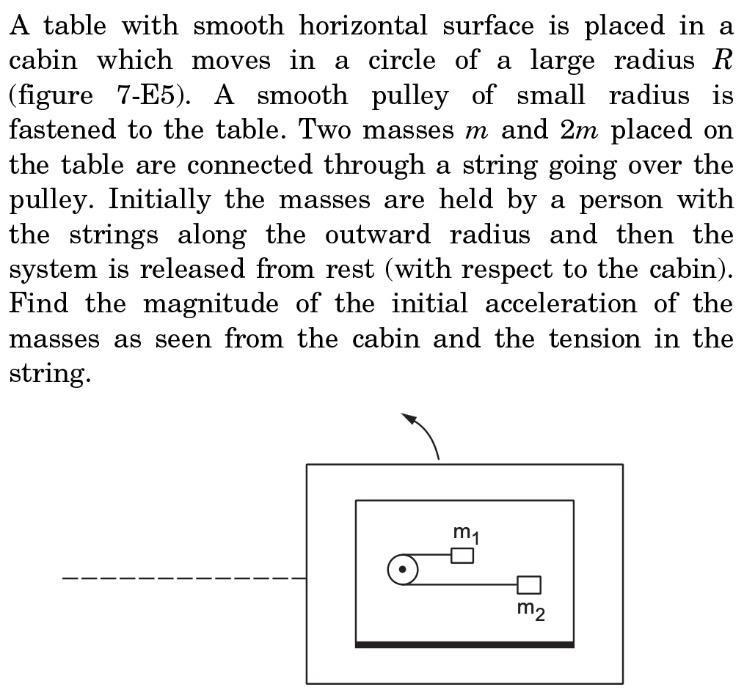 A table with smooth horizontal surface is placed in a
cabin which moves in a circle of a large radius R
(figure 7-E5). A smooth pulley of small radius is
fastened to the table. Two masses m and 2m placed on
the table are connected through a string going over the
pulley. Initially the masses are held by a person with
the strings along the outward radius and then the
system is released from rest (with respect to the cabin).
Find the magnitude of the initial acceleration of the
masses as seen from the cabin and the tension in the
string.
m1
m2